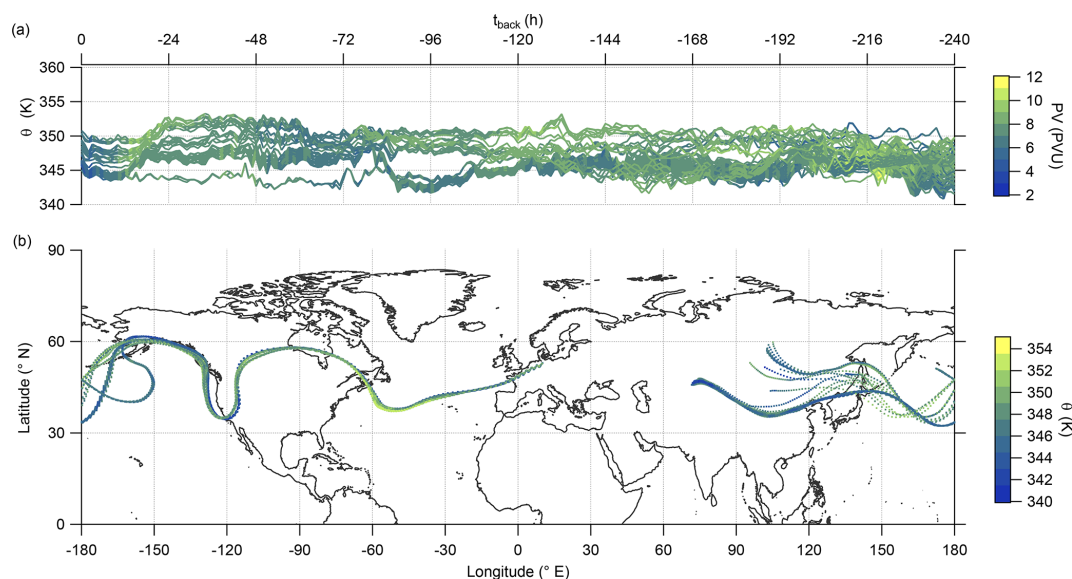 (a)
t_back (h)
0 -24 -48 -72 -96 -120 -144 -168 -192 -216 -240
360
355
350
345
340
θ (K)
12
10
8
6
4
2
PV (PVU)
(b)
90
60
30
0
Latitude (° N)
-180 -150 -120 -90 -60 -30 0 30 60 90 120 150 180
Longitude (° E)
354
352
350
348
346
344
342
340
θ (K)